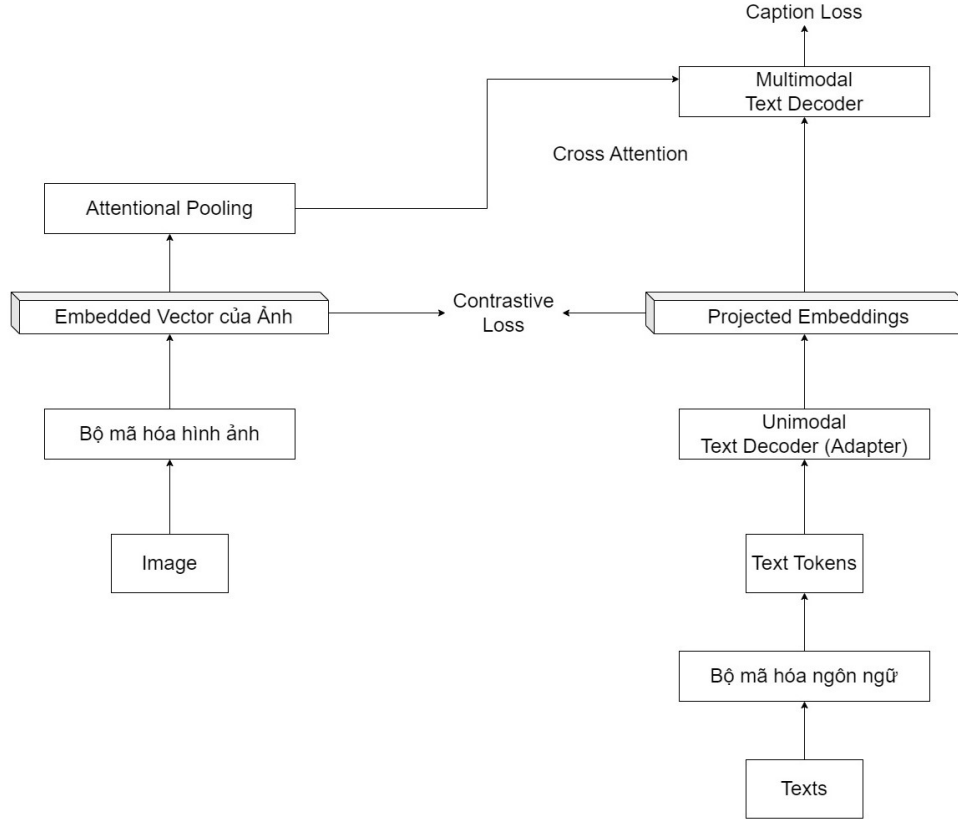 Caption Loss
Multimodal
Text Decoder
Cross Attention
Attentional Pooling
Embedded Vector của Ảnh
Contrastive
Loss
Projected Embeddings
Bộ mã hóa hình ảnh
Unimodal
Text Decoder (Adapter)
Image
Text Tokens
Bộ mã hóa ngôn ngữ
Texts